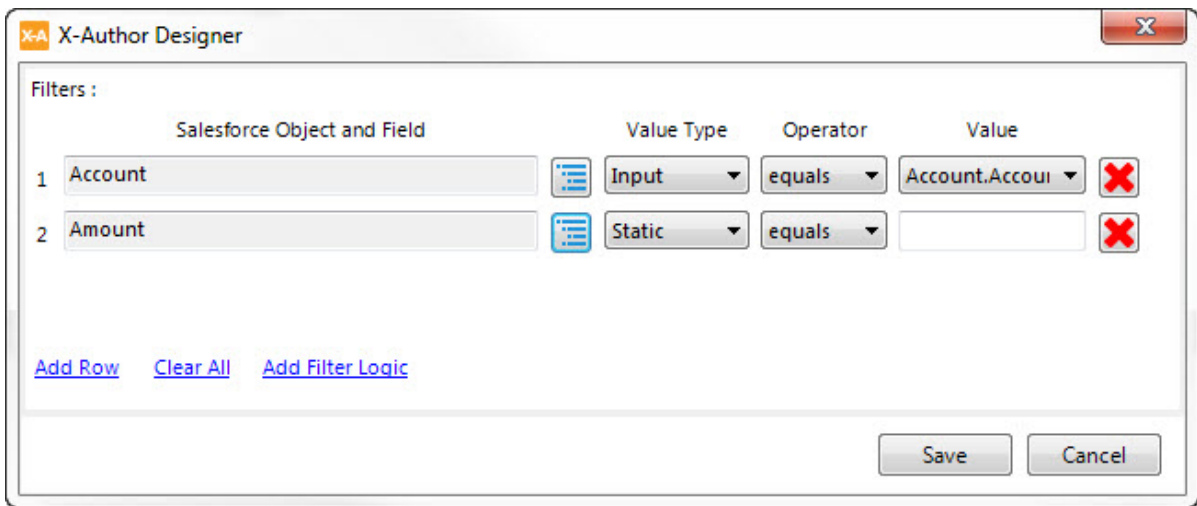 X-A X-Author Designer
Filters :
Salesforce Object and Field Value Type Operator Value
1 Account Input equals Account.Accou
2 Amount Static equals
Add Row Clear All Add Filter Logic
Save Cancel